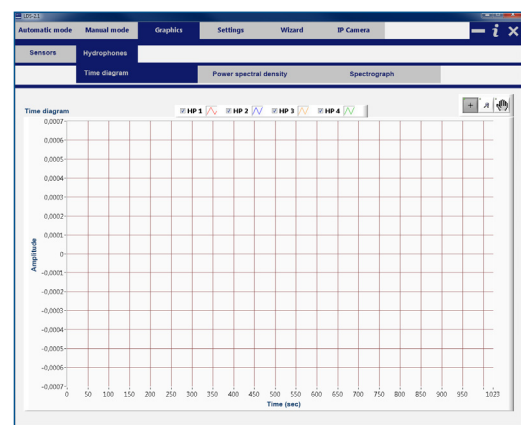 Automatic mode Manual mode Graphics Settings Wizard IP Camera
Sensors Hydrophones
Time diagram Power spectral density Spectrograph
Time diagram HP 1 HP 2 HP 3 HP 4
0,0007
0,0006
0,0005
0,0004
0,0003
0,0002
0,0001
0
-0,0001
-0,0002
-0,0003
-0,0004
-0,0005
-0,0006
-0,0007
Amplitude
0 50 100 150 200 250 300 350 400 450 500 550 600 650 700 750 800 850 900 950 1023
Time (sec)